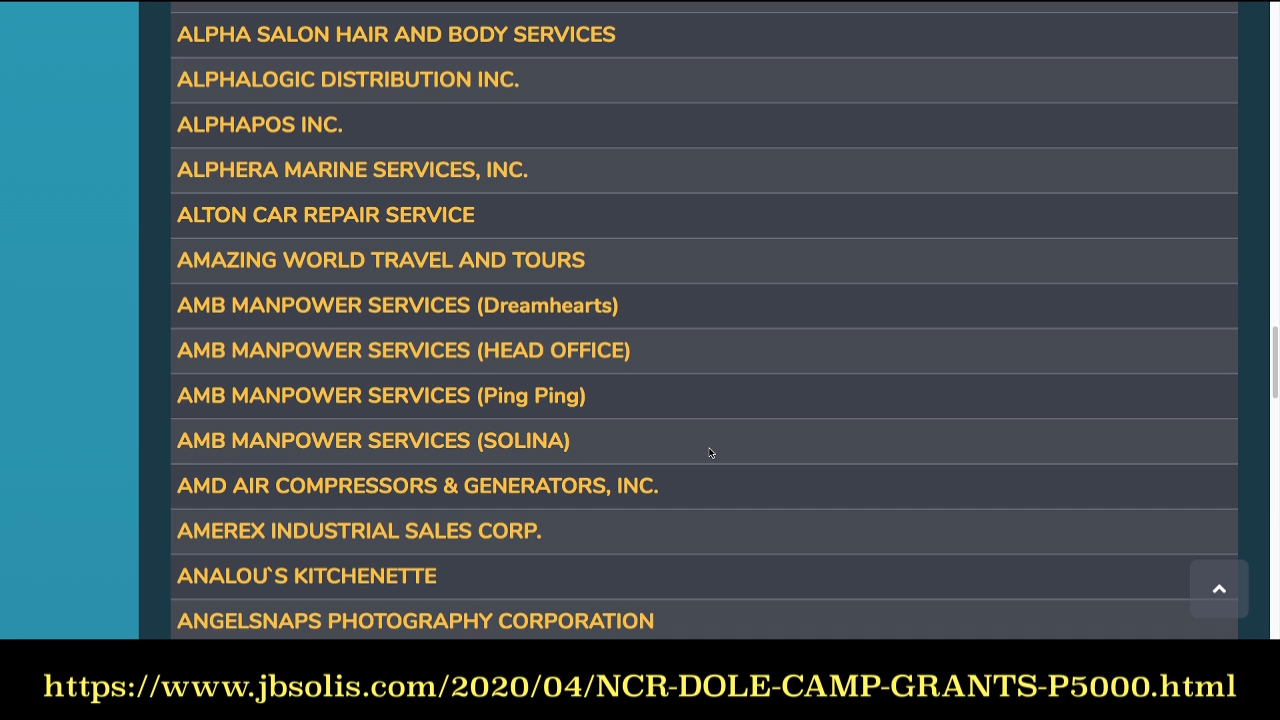 ALPHA SALON HAIR AND BODY SERVICES
ALPHALOGIC DISTRIBUTION INC.
ALPHAPOS INC.
ALPHERA MARINE SERVICES, INC.
ALTON CAR REPAIR SERVICE
AMAZING WORLD TRAVEL AND TOURS
AMB MANPOWER SERVICES (Dreamhearts)
AMB MANPOWER SERVICES (HEAD OFFICE)
AMB MANPOWER SERVICES (Ping Ping)
AMB MANPOWER SERVICES (SOLINA)
AMD AIR COMPRESSORS & GENERATORS, INC.
AMEREX INDUSTRIAL SALES CORP.
ANALOU`S KITCHENETTE
ANGELSNAPS PHOTOGRAPHY CORPORATION
https://www.jbsolis.com/2020/04/NCR-DOLE-CAMP-GRANTS-P5000.html